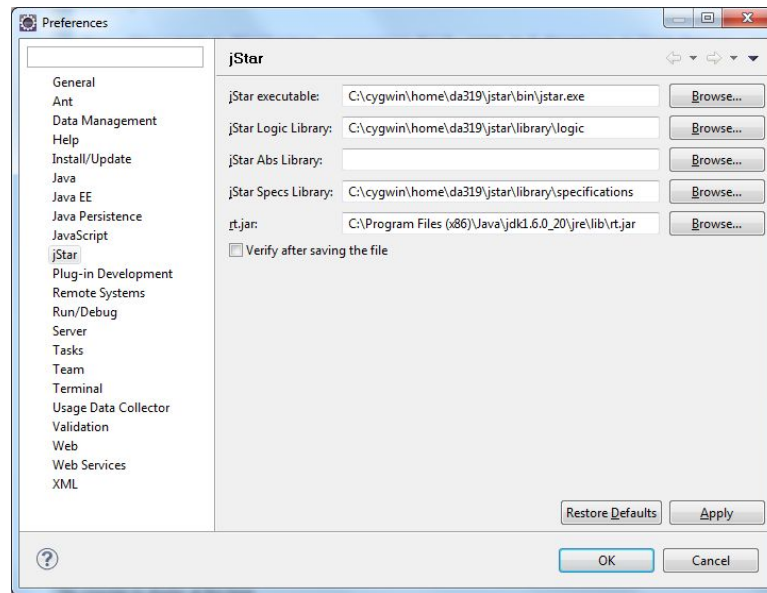 Preferences
jStar
General
Ant
Data Management
Help
Install/Update
Java
Java EE
Java Persistence
JavaScript
jStar
Plug-in Development
Remote Systems
Run/Debug
Server
Tasks
Team
Terminal
Usage Data Collector
Validation
Web
Web Services
XML
jStar executable: C:\cygwin\home\da319\jstar\bin\jstar.exe Browse...
jStar Logic Library: C:\cygwin\home\da319\jstar\library\logic Browse...
jStar Abs Library: Browse...
jStar Specs Library: C:\cygwin\home\da319\jstar\library\specifications Browse...
rt.jar: C:\Program Files (x86)\Java\jdk1.6.0_20\jre\lib\rt.jar Browse...
Verify after saving the file
Restore Defaults Apply
? OK Cancel